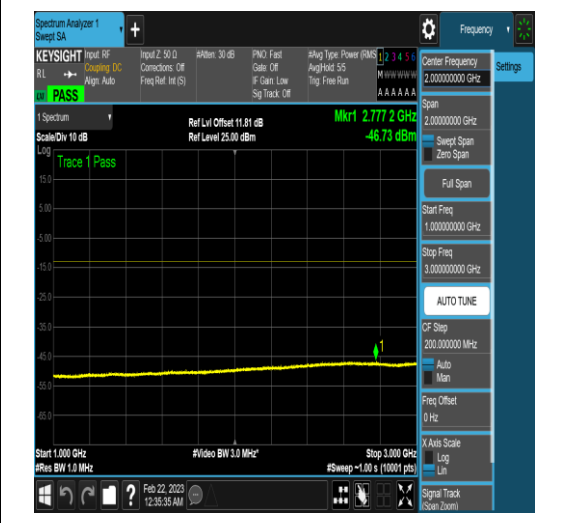 Spectrum Analyzer 1
Swept SA
+
Frequency
KEYSIGHT
RL
PASS
Input: RF
Coupling: DC
Align: Auto
Input Z: 50 Ω
Corrections: Off
Freq Ref: Int (S)
#Atten: 30 dB
PNO: Fast
Gate: Off
IF Gain: Low
Sig Track: Off
#Avg Type: Power (RMS
Avg|Hold: 5/5
Trig: Free Run
1 2 3 4 5 6
M W W W W W
A A A A A A
1 Spectrum
Scale/Div 10 dB
Ref Lvl Offset 11.81 dB
Ref Level 25.00 dBm
Mkr1 2.777 2 GHz
-46.73 dBm
Log
Trace 1 Pass
15.0
5.00
-5.00
-15.0
-25.0
-35.0
-45.0
-55.0
-65.0
1
Start 1.000 GHz
#Res BW 1.0 MHz
#Video BW 3.0 MHz*
Stop 3.000 GHz
#Sweep ~1.00 s (10001 pts)
Feb 22, 2023
12:35:35 AM
Center Frequency
2.000000000 GHz
Settings
Span
2.00000000 GHz
Swept Span
Zero Span
Full Span
Start Freq
1.000000000 GHz
Stop Freq
3.000000000 GHz
AUTO TUNE
CF Step
200.000000 MHz
Auto
Man
Freq Offset
0 Hz
X Axis Scale
Log
Lin
Signal Track
(Span Zoom)